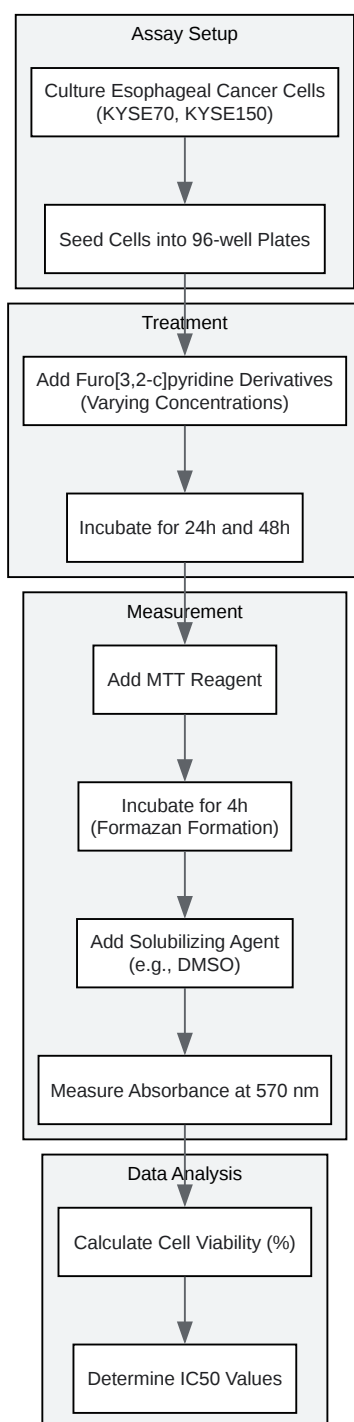 Assay Setup
Culture Esophageal Cancer Cells
(KYSE70, KYSE150)
Seed Cells into 96-well Plates
Treatment
Add Furo[3,2-c]pyridine Derivatives
(Varying Concentrations)
Incubate for 24h and 48h
Measurement
Add MTT Reagent
Incubate for 4h
(Formazan Formation)
Add Solubilizing Agent
(e.g., DMSO)
Measure Absorbance at 570 nm
Data Analysis
Calculate Cell Viability (%)
Determine IC50 Values